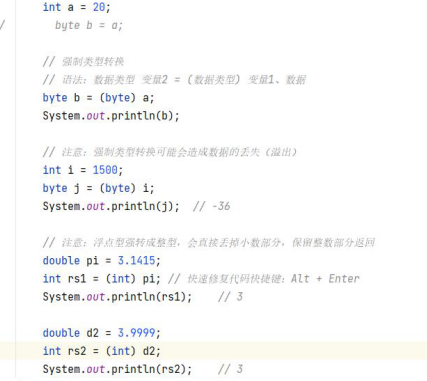 int a = 20;
/ byte b = a;
// 强制类型转换
// 语法：数据类型 变量2 = (数据类型) 变量1、数据
byte b = (byte) a;
System.out.println(b);
// 注意：强制类型转换可能会造成数据的丢失（溢出）
int i = 1500;
byte j = (byte) i;
System.out.println(j);  // -36
// 注意：浮点型强转成整型，会直接丢掉小数部分，保留整数部分返回
double pi = 3.1415;
int rs1 = (int) pi; // 快速修复代码快捷键：Alt + Enter
System.out.println(rs1);    // 3
double d2 = 3.9999;
int rs2 = (int) d2;
System.out.println(rs2);    // 3